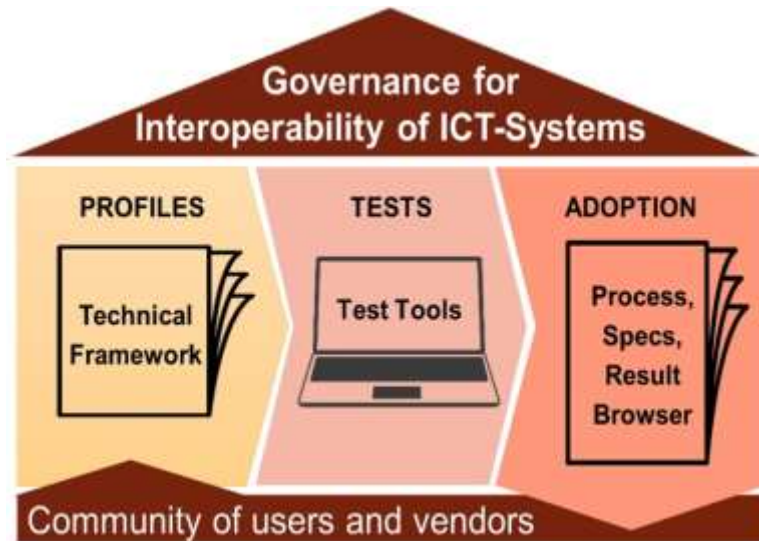 Governance for
Interoperability of ICT-Systems
PROFILES
Technical
Framework
TESTS
Test Tools
ADOPTION
Process,
Specs,
Result
Browser
Community of users and vendors